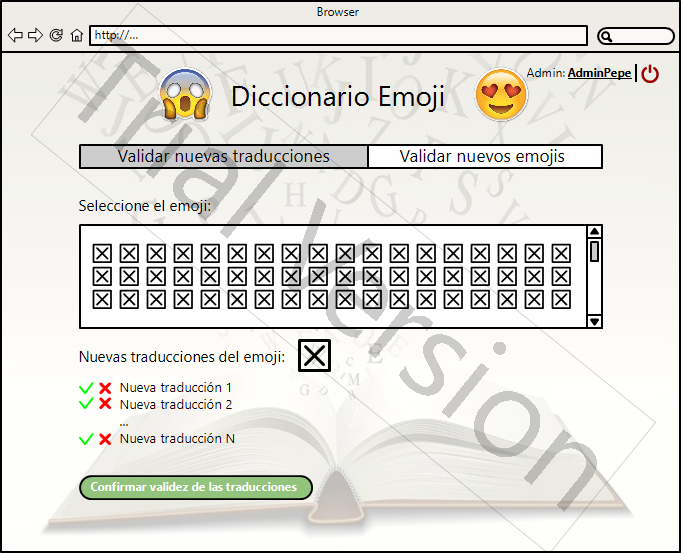 Browser
http://...
Admin: AdminPepe
Diccionario Emoji
Validar nuevas traducciones
Validar nuevos emojis
Seleccione el emoji:
Nuevas traducciones del emoji:
Nueva traducción 1
Nueva traducción 2
...
Nueva traducción N
Confirmar validez de las traducciones
Trial Version